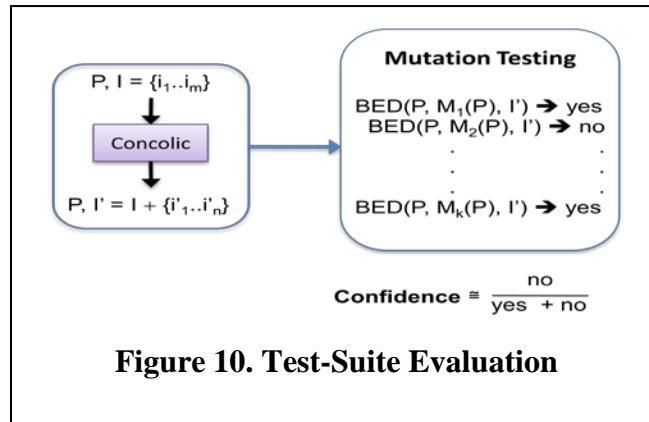 P, I = {i₁..iₘ}
Concolic
P, I' = I + {i'₁..i'ₙ}
Mutation Testing
BED(P, M₁(P), I') ➔ yes
BED(P, M₂(P), I') ➔ no
. .
. .
. .
BED(P, Mₖ(P), I') ➔ yes
Confidence ≅ no
yes + no
Figure 10. Test-Suite Evaluation